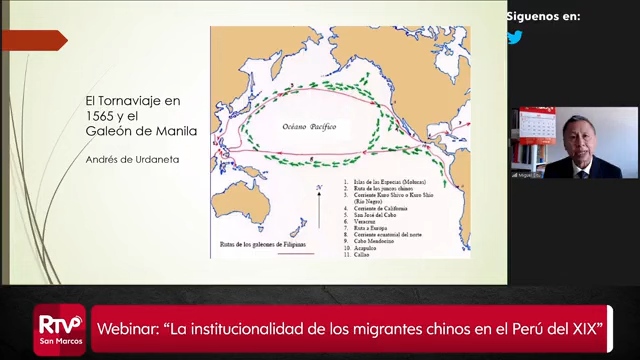 Siguenos en:
El Tornaviaje en
1565 y el
Galeón de Manila
Andrés de Urdaneta
Océano Pacífico
N
1. Islas de las Especias (Molucas)
2. Ruta de los juncos chinos
3. Corriente Kuro Shivo o Kuro Shio
(Río Negro)
4. Corriente de California
5. San José del Cabo
6. Veracruz
7. Ruta a Europa
8. Corriente ecuatorial del norte
9. Cabo Mendocino
10. Acapulco
11. Callao
Rutas de los galeones de Filipinas
RTV
San Marcos
Webinar: “La institucionalidad de los migrantes chinos en el Perú del XIX”